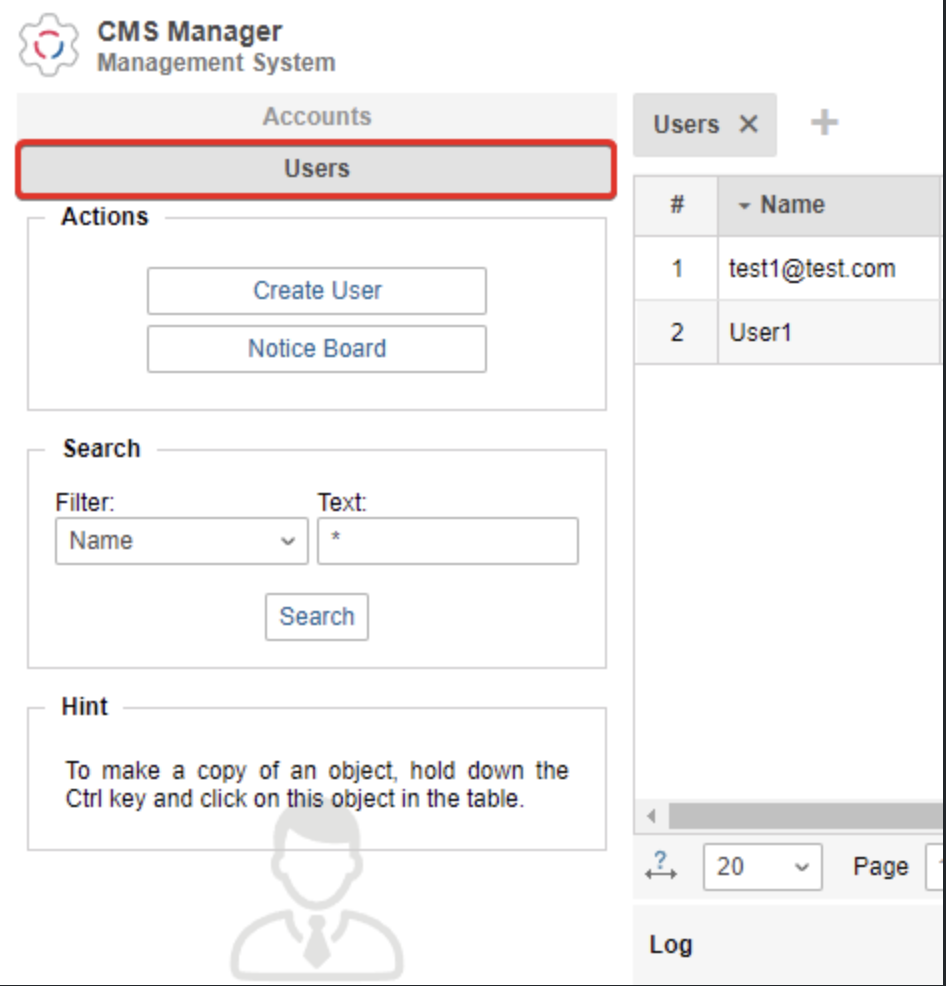 CMS Manager
Management System
Accounts
Users
Actions
Create User
Notice Board
Search
Filter: Text:
Name *
Search
Hint
To make a copy of an object, hold down the
Ctrl key and click on this object in the table.
Users ✕ +
# Name
1 test1@test.com
2 User1
? 20 Page
Log